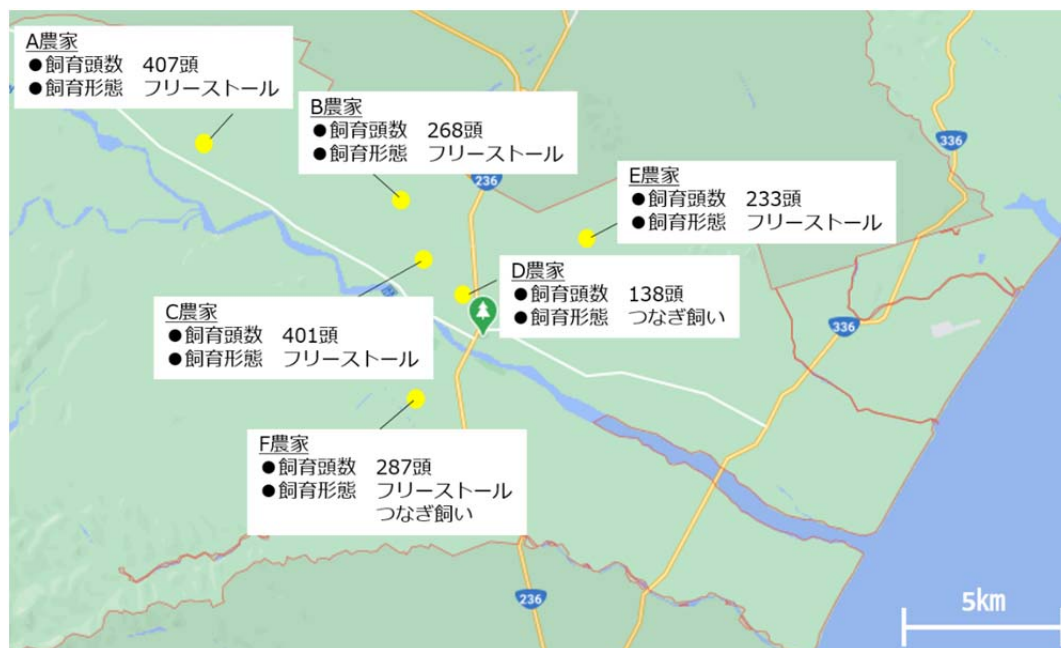 A農家
●飼育頭数 407頭
●飼育形態 フリーストール
B農家
●飼育頭数 268頭
●飼育形態 フリーストール
236
336
E農家
●飼育頭数 233頭
●飼育形態 フリーストール
D農家
●飼育頭数 138頭
●飼育形態 つなぎ飼い
C農家
●飼育頭数 401頭
●飼育形態 フリーストール
336
F農家
●飼育頭数 287頭
●飼育形態 フリーストール
つなぎ飼い
236
5km